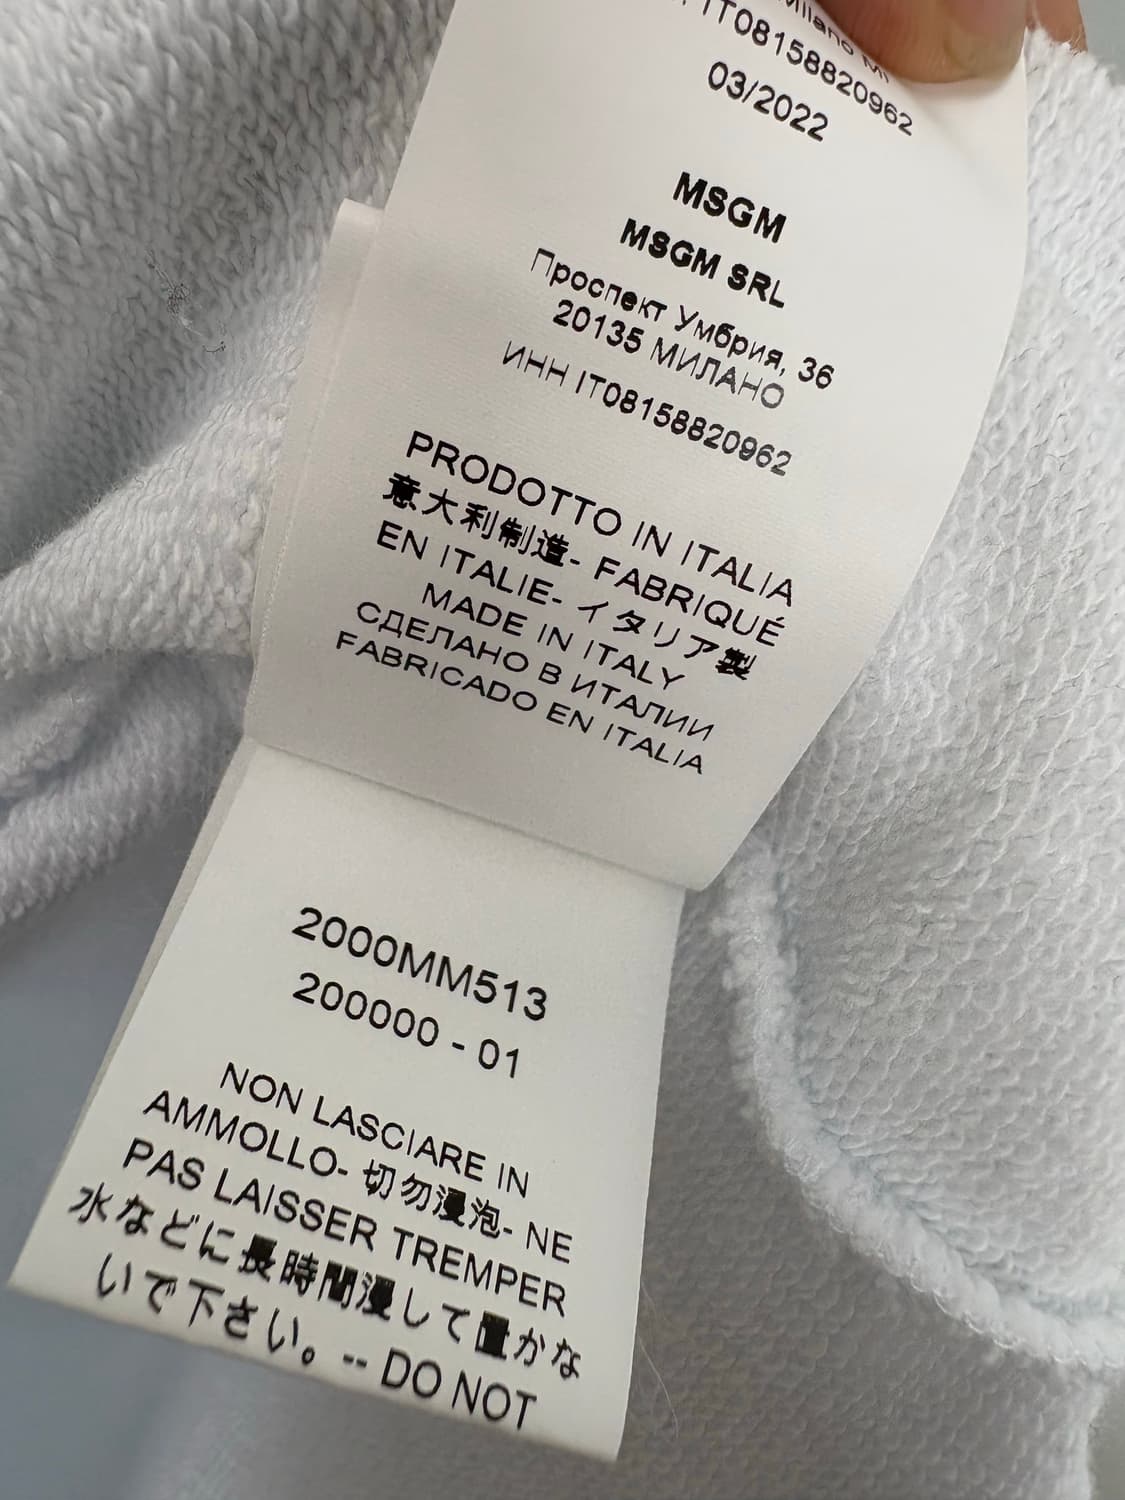 Milano MI
IT08158820962
03/2022
MSGM
MSGM SRL
Проспект Умбрия, 36
20135 МИЛАНО
ИНН IT08158820962
PRODOTTO IN ITALIA
意大利制造- FABRIQUÉ
EN ITALIE- イタリア製
MADE IN ITALY
СДЕЛАНО В ИТАЛИИ
FABRICADO EN ITALIA
2000MM513
200000 - 01
NON LASCIARE IN
AMMOLLO- 切勿浸泡- NE
PAS LAISSER TREMPER
水などに長時間浸して置かな
いで下さい。-- DO NOT